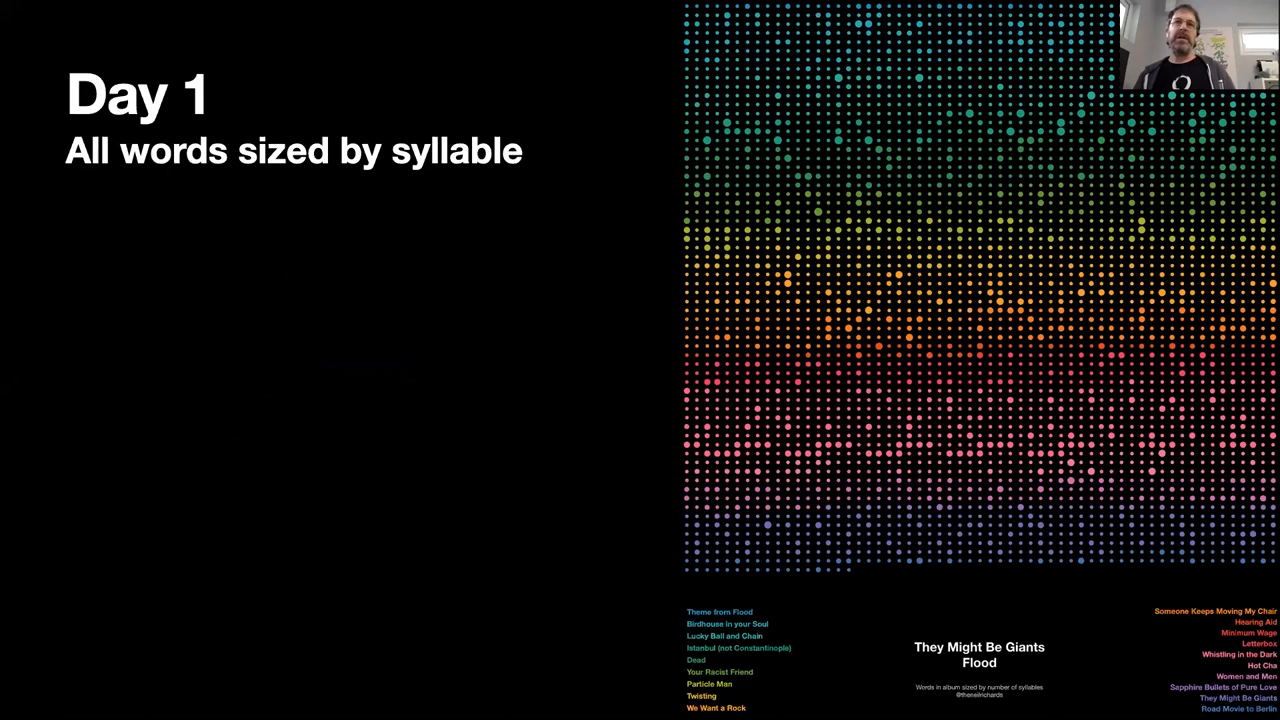 Day 1
All words sized by syllable
Theme from Flood
Birdhouse in your Soul
Lucky Ball and Chain
Istanbul (not Constantinople)
Dead
Your Racist Friend
Particle Man
Twisting
We Want a Rock
They Might Be Giants
Flood
Words in album sized by number of syllables
@theneilrichards
Someone Keeps Moving My Chair
Hearing Aid
Minimum Wage
Letterbox
Whistling in the Dark
Hot Cha
Women and Men
Sapphire Bullets of Pure Love
They Might Be Giants
Road Movie to Berlin